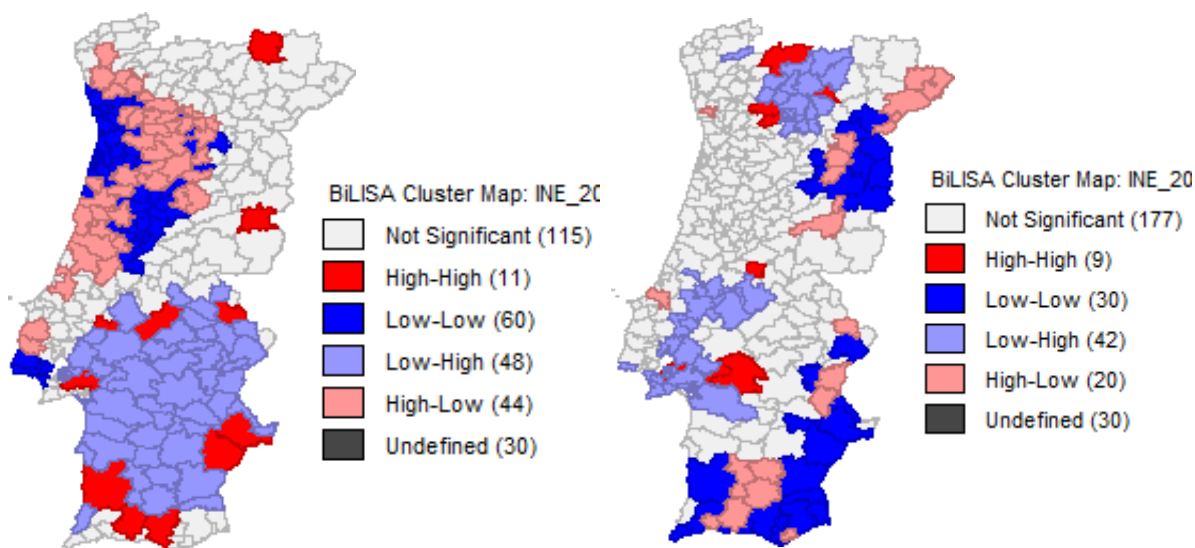 BiLISA Cluster Map: INE_20
Not Significant (115)
High-High (11)
Low-Low (60)
Low-High (48)
High-Low (44)
Undefined (30)
BiLISA Cluster Map: INE_20
Not Significant (177)
High-High (9)
Low-Low (30)
Low-High (42)
High-Low (20)
Undefined (30)